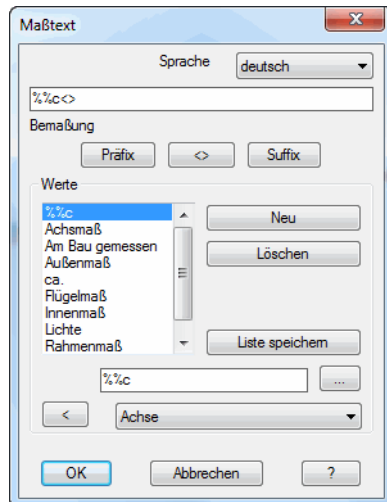 Maßtext
Sprache deutsch
%%c<>
Bemaßung
Präfix <> Suffix
Werte
%%c
Achsmaß
Am Bau gemessen
Außenmaß
ca.
Flügelmaß
Innenmaß
Lichte
Rahmenmaß
Neu
Löschen
Liste speichern
%%c ...
< Achse
OK Abbrechen ?